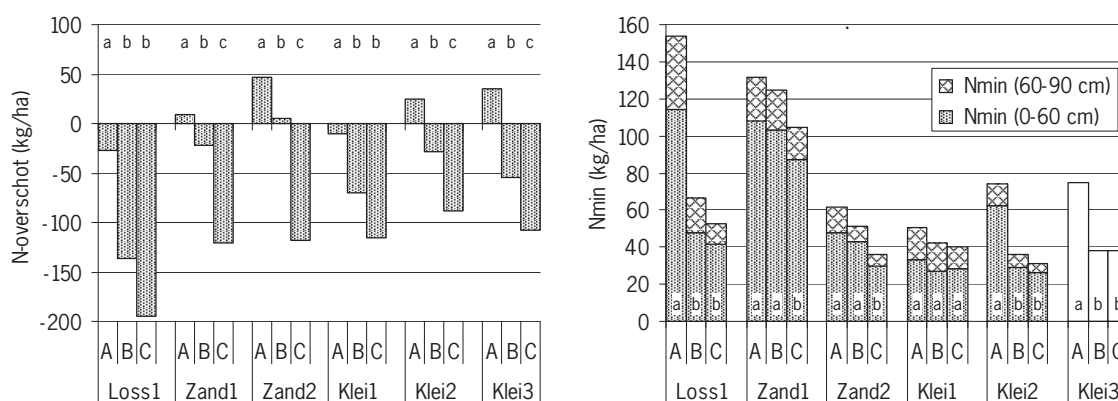 100
a b b a b c a b c a b b a b c a b c
50
0
-50
-100
-150
-200
N-overschot (kg/ha)
A B C A B C A B C A B C A B C A B C
Loss1 Zand1 Zand2 Klei1 Klei2 Klei3
160
140
120
100
80
60
40
20
0
Nmin (kg/ha)
Nmin (60-90 cm)
Nmin (0-60 cm)
a b b a a b a a b a a a a b b a b b
A B C A B C A B C A B C A B C A B C
Loss1 Zand1 Zand2 Klei1 Klei2 Klei3